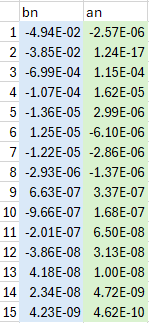 bn an
1 -4.94E-02 -2.57E-06
2 -3.85E-02 1.24E-17
3 -6.99E-04 1.15E-04
4 -1.07E-04 1.16E-05
5 -1.36E-05 2.99E-06
6 1.25E-05 -6.10E-06
7 -1.22E-05 -2.86E-06
8 -2.93E-06 -1.37E-06
9 6.63E-07 3.37E-07
10 -9.66E-07 1.68E-07
11 -2.01E-07 6.50E-08
12 -3.86E-08 3.13E-08
13 4.18E-08 1.00E-08
14 2.34E-08 4.72E-09
15 4.23E-09 4.62E-10